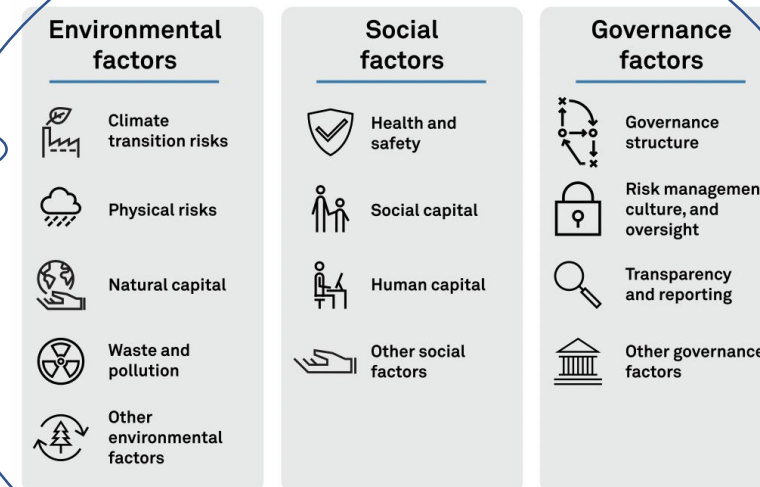 Environmental
factors
Climate
transition risks
Physical risks
Natural capital
Waste and
pollution
Other
environmental
factors
Social
factors
Health and
safety
Social capital
Human capital
Other social
factors
Governance
factors
Governance
structure
Risk managemen
culture, and
oversight
Transparency
and reporting
Other governance
factors